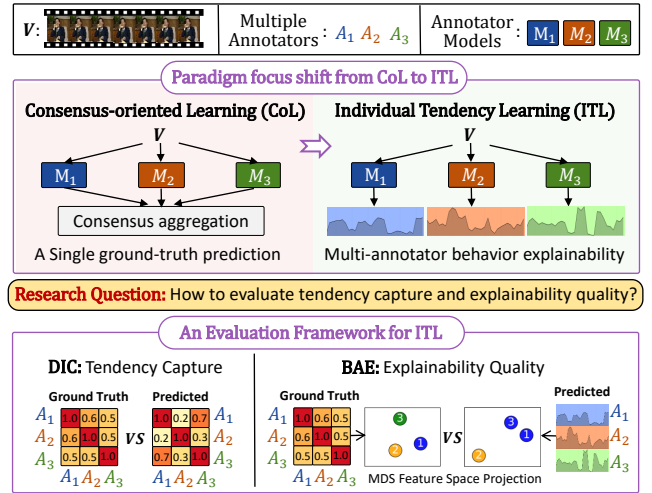 V:
Multiple Annotators : A1 A2 A3
Annotator Models : M1 M2 M3
Paradigm focus shift from CoL to ITL
Consensus-oriented Learning (CoL)
V
M1 M2 M3
Consensus aggregation
A Single ground-truth prediction
Individual Tendency Learning (ITL)
V
M1 M2 M3
Multi-annotator behavior explainability
Research Question: How to evaluate tendency capture and explainability quality?
An Evaluation Framework for ITL
DIC: Tendency Capture
Ground Truth
A1 1.0 0.6 0.5
A2 0.6 1.0 0.5
A3 0.5 0.5 1.0
A1 A2 A3
VS
Predicted
1.0 0.2 0.7 A1
0.2 1.0 0.3 A2
0.7 0.3 1.0 A3
A1 A2 A3
BAE: Explainability Quality
Ground Truth
A1 1.0 0.6 0.5
A2 0.6 1.0 0.5
A3 0.5 0.5 1.0
A1 A2 A3
3
1
2
VS
3
1
2
MDS Feature Space Projection
Predicted
A1
A2
A3